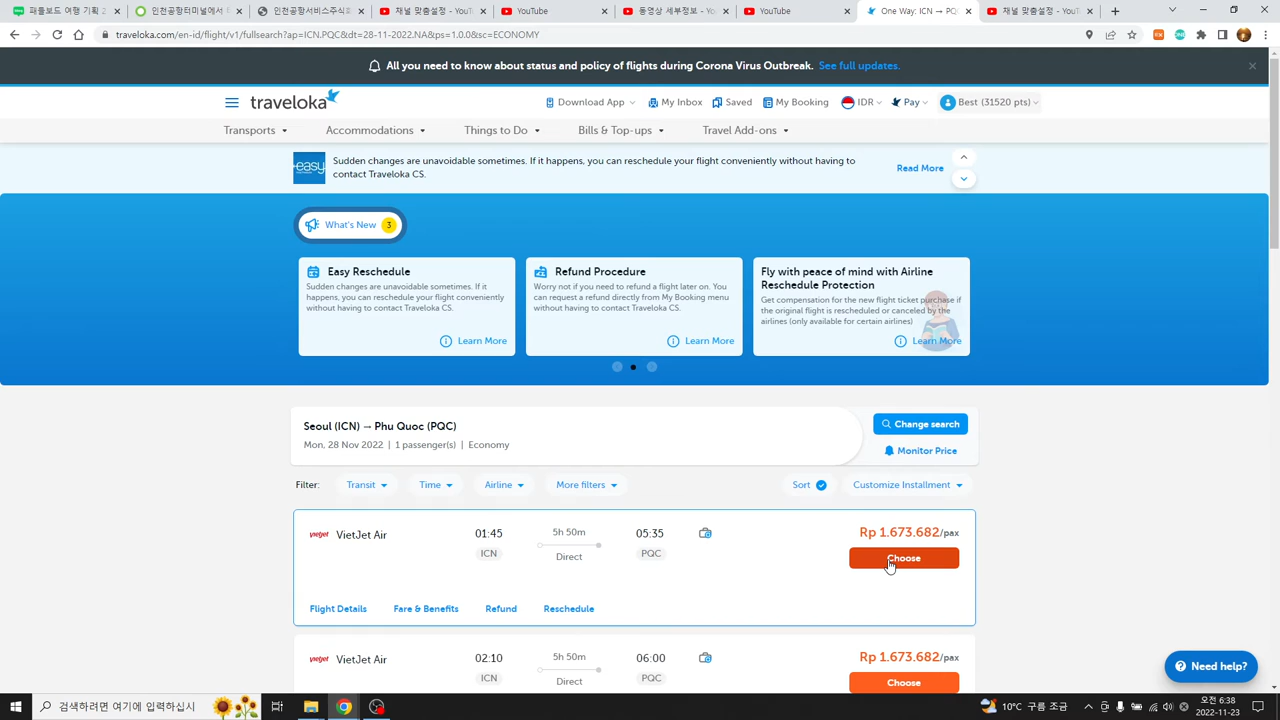 퍼블보드 여행 기획 2
인천공항터미널에서 무
인천공항서비스주식회
채널 맞춤설정 - YouTu
YouTube
동영상 세부정보 - You
YouTube
One Way: ICN → PQC
채널 맞춤설정 - YouTu
traveloka.com/en-id/flight/v1/fullsearch?ap=ICN.PQC&dt=28-11-2022.NA&ps=1.0.0&sc=ECONOMY
All you need to know about status and policy of flights during Corona Virus Outbreak. See full updates.
traveloka
Download App My Inbox Saved My Booking IDR Pay Best (31520 pts)
Transports Accommodations Things to Do Bills & Top-ups Travel Add-ons
easy
Sudden changes are unavoidable sometimes. If it happens, you can reschedule your flight conveniently without having to
contact Traveloka CS.
Read More
What's New 3
Easy Reschedule
Sudden changes are unavoidable sometimes. If it
happens, you can reschedule your flight conveniently
without having to contact Traveloka CS.
Learn More
Refund Procedure
Worry not if you need to refund a flight later on. You
can request a refund directly from My Booking menu
without having to contact Traveloka CS.
Learn More
Fly with peace of mind with Airline
Reschedule Protection
Get compensation for the new flight ticket purchase if
the original flight is rescheduled or canceled by the
airlines (only available for certain airlines)
Learn More
Seoul (ICN) → Phu Quoc (PQC)
Mon, 28 Nov 2022 | 1 passenger(s) | Economy
Change search
Monitor Price
Filter: Transit Time Airline More filters Sort Customize Installment
vietjet VietJet Air 01:45 5h 50m 05:35 Rp 1.673.682/pax
ICN Direct PQC Choose
Flight Details Fare & Benefits Refund Reschedule
vietjet VietJet Air 02:10 5h 50m 06:00 Rp 1.673.682/pax
ICN Direct PQC Choose
Need help?
검색하려면 여기에 입력하십시
10°C 구름 조금
오전 6:38
2022-11-23